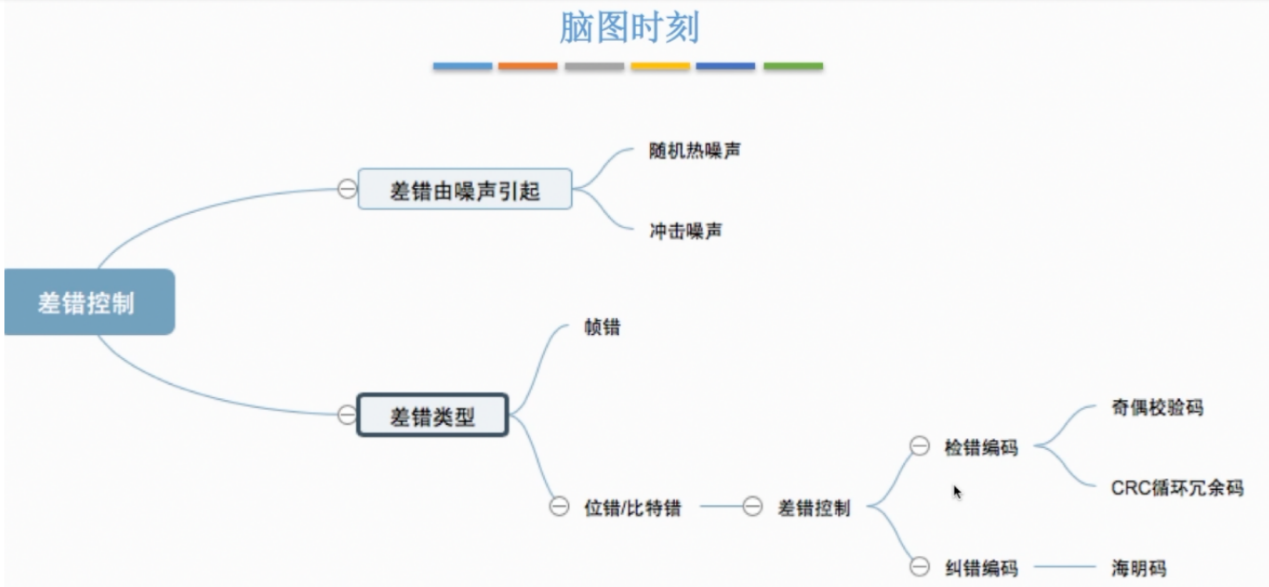 脑图时刻
差错控制
差错由噪声引起
随机热噪声
冲击噪声
差错类型
帧错
位错/比特错
差错控制
检错编码
奇偶校验码
CRC循环冗余码
纠错编码
海明码